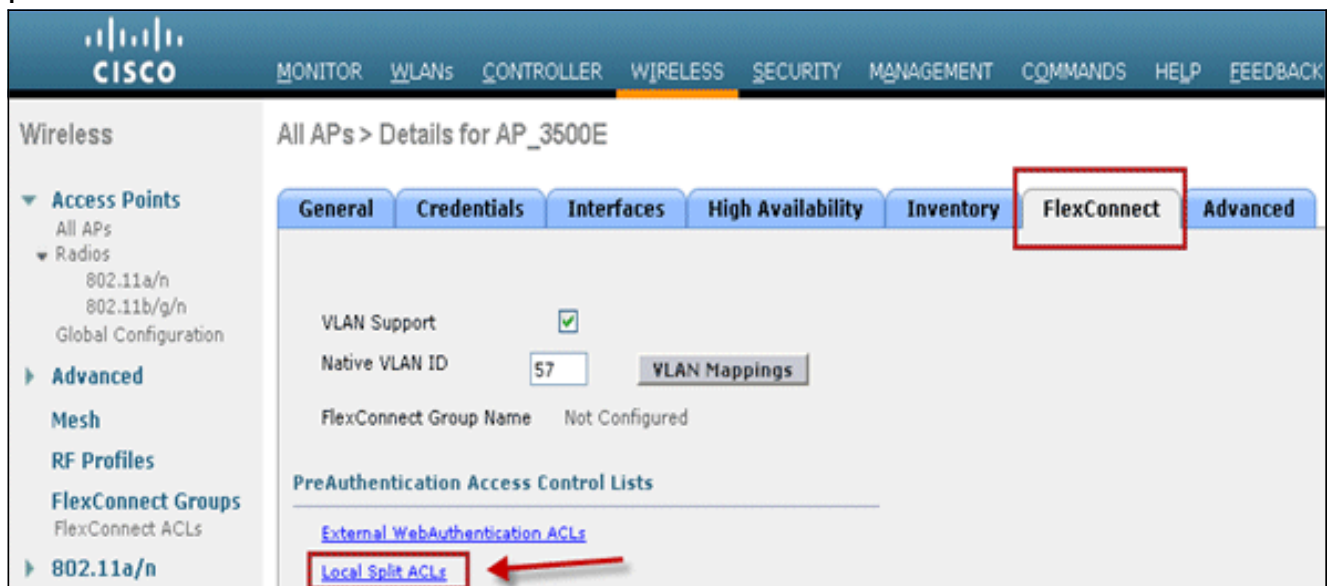 CISCO
MONITOR WLANs CONTROLLER WIRELESS SECURITY MANAGEMENT COMMANDS HELP FEEDBACK
Wireless
Access Points
All APs
Radios
802.11a/n
802.11b/g/n
Global Configuration
Advanced
Mesh
RF Profiles
FlexConnect Groups
FlexConnect ACLs
802.11a/n
All APs > Details for AP_3500E
General Credentials Interfaces High Availability Inventory FlexConnect Advanced
VLAN Support
Native VLAN ID 57 VLAN Mappings
FlexConnect Group Name Not Configured
PreAuthentication Access Control Lists
External WebAuthentication ACLs
Local Split ACLs